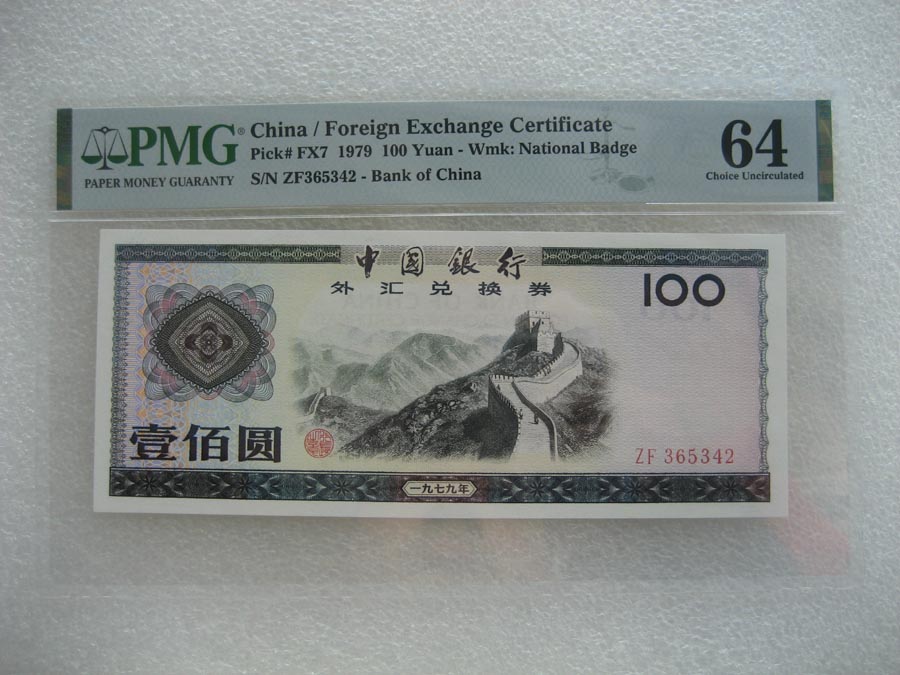 PMG®
PAPER MONEY GUARANTY
China / Foreign Exchange Certificate
Pick# FX7 1979 100 Yuan - Wmk: National Badge
S/N ZF365342 - Bank of China
64
Choice Uncirculated
中國銀行
外汇兑换券
100
壹佰圆
ZF 365342
一九七九年